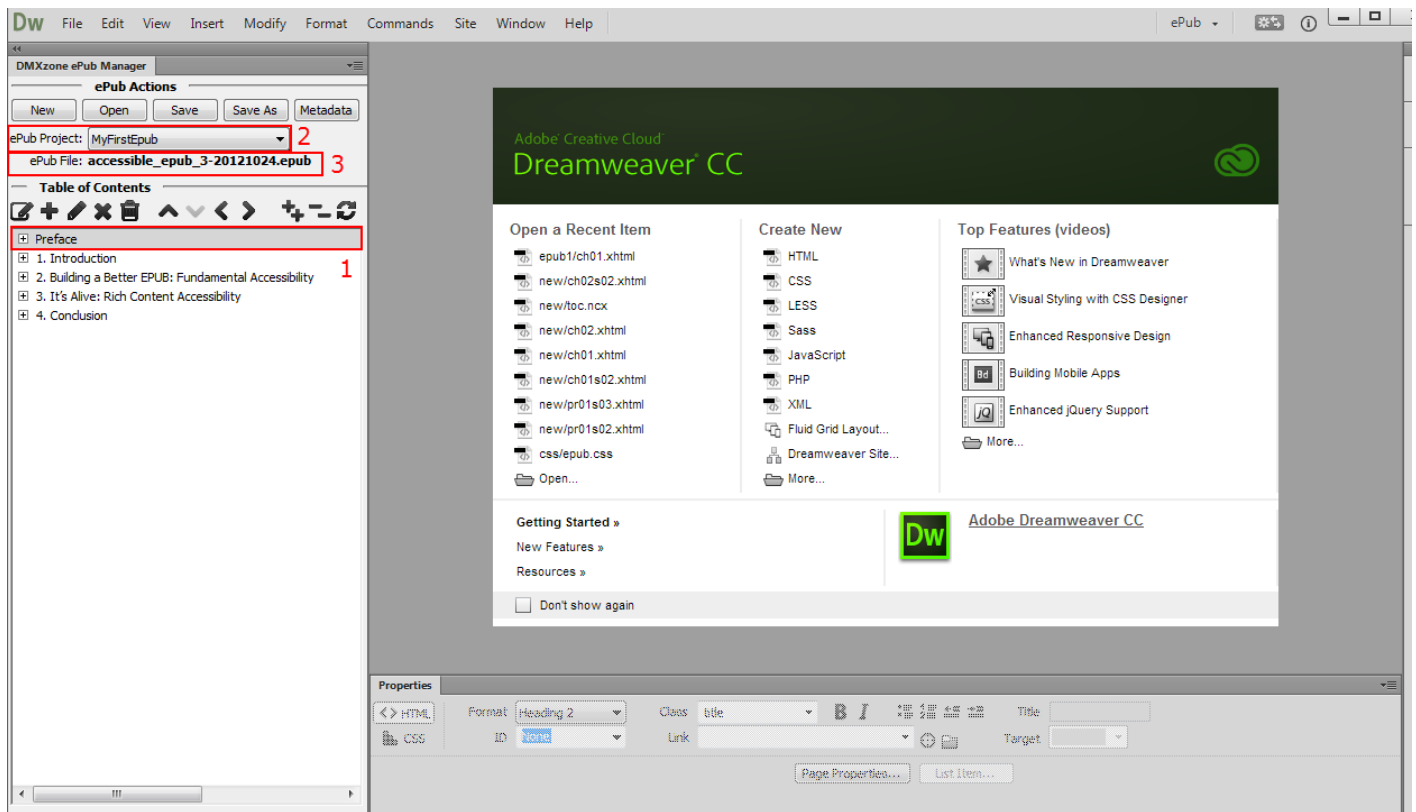 Dw File Edit View Insert Modify Format Commands Site Window Help ePub
DMXzone ePub Manager
ePub Actions
New Open Save Save As Metadata
ePub Project: MyFirstEpub 2
ePub File: accessible_epub_3-20121024.epub 3
Table of Contents
Preface
1
1. Introduction
2. Building a Better EPUB: Fundamental Accessibility
3. It's Alive: Rich Content Accessibility
4. Conclusion
Adobe Creative Cloud
Dreamweaver CC
Open a Recent Item
epub1/ch01.xhtml
new/ch02s02.xhtml
new/toc.ncx
new/ch02.xhtml
new/ch01.xhtml
new/ch01s02.xhtml
new/pr01s03.xhtml
new/pr01s02.xhtml
css/epub.css
Open...
Create New
HTML
CSS
LESS
Sass
JavaScript
PHP
XML
Fluid Grid Layout...
Dreamweaver Site...
More...
Top Features (videos)
What's New in Dreamweaver
CSS Visual Styling with CSS Designer
Enhanced Responsive Design
Bd Building Mobile Apps
jQ Enhanced jQuery Support
More...
Getting Started »
New Features »
Resources »
Dw Adobe Dreamweaver CC
Don't show again
Properties
<> HTML Format Heading 2 Class title B I Title
CSS ID None Link Target
Page Properties... List Item...